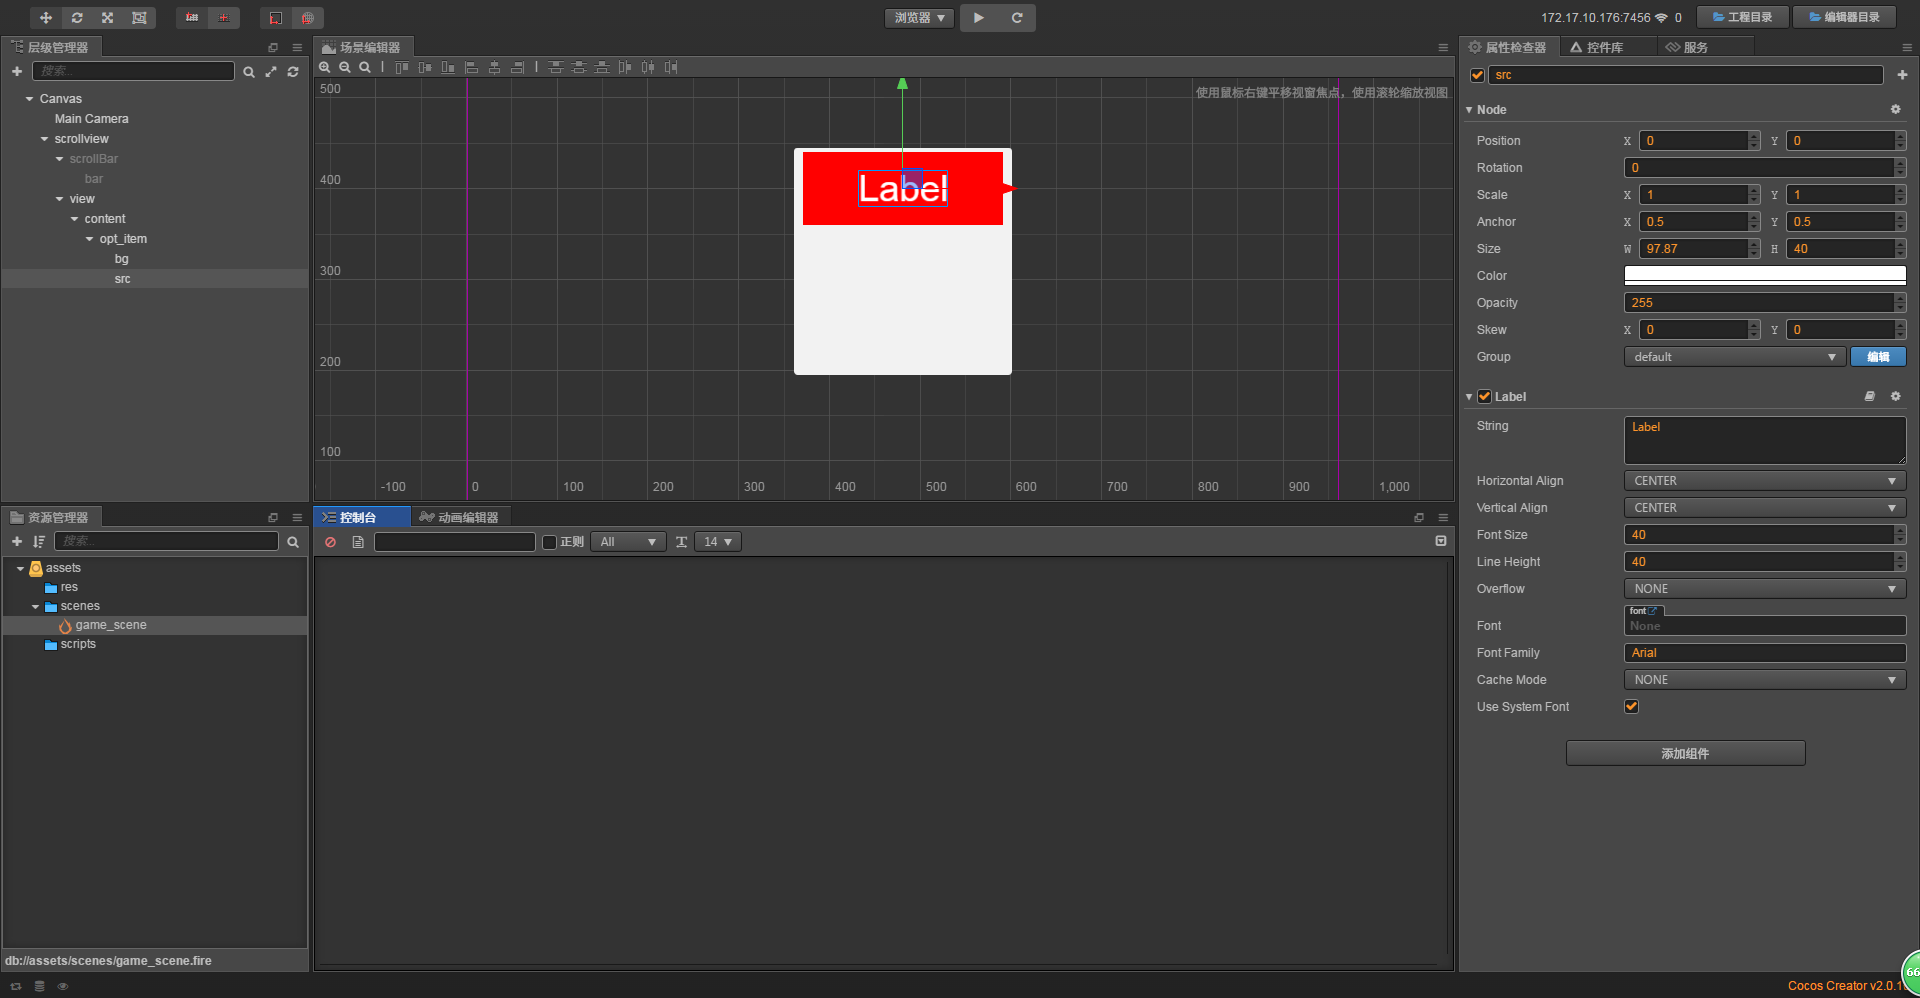 浏览器
172.17.10.176:7456 0
工程目录
编辑器目录
层级管理器
搜索...
Canvas
Main Camera
scrollview
scrollBar
bar
view
content
opt_item
bg
src
场景编辑器
使用鼠标右键平移视窗焦点，使用滚轮缩放视图
500
400
300
200
100
-100 0 100 200 300 400 500 600 700 800 900 1,000
Label
资源管理器
搜索...
assets
res
scenes
game_scene
scripts
db://assets/scenes/game_scene.fire
控制台
动画编辑器
正则
All
14
属性检查器
控件库
服务
src
Node
Position X 0 Y 0
Rotation 0
Scale X 1 Y 1
Anchor X 0.5 Y 0.5
Size W 97.87 H 40
Color
Opacity 255
Skew X 0 Y 0
Group default 编辑
Label
String Label
Horizontal Align CENTER
Vertical Align CENTER
Font Size 40
Line Height 40
Overflow NONE
font
Font None
Font Family Arial
Cache Mode NONE
Use System Font
添加组件
66
Cocos Creator v2.0.1